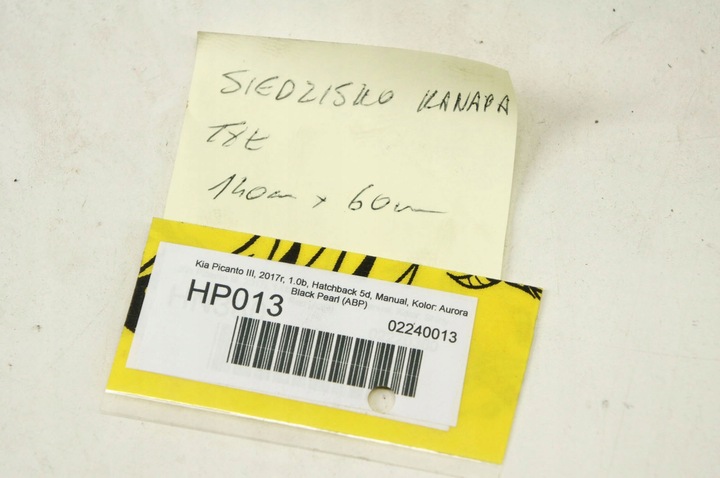 SIEDZISKO KANAPA
TYŁ
140cm x 60cm
Kia Picanto III, 2017r, 1.0b, Hatchback 5d, Manual, Kolor: Aurora
Black Pearl (ABP)
HP013
02240013